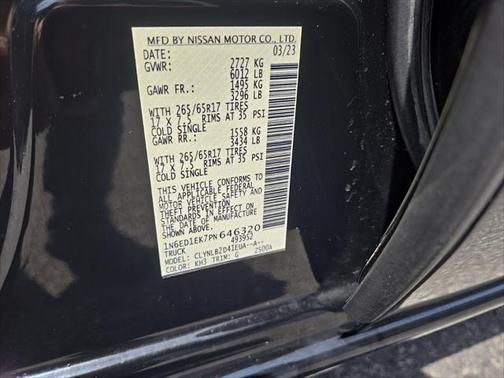 MFD BY NISSAN MOTOR CO., LTD.
DATE: 03/23
GVWR: 2727 KG
6012 LB
GAWR FR.: 1495 KG
3296 LB
WITH 265/65R17 TIRES
17 X 7.5 RIMS AT 35 PSI
COLD SINGLE
GAWR RR.: 1558 KG
3434 LB
WITH 265/65R17 TIRES
17 X 7.5 RIMS AT 35 PSI
COLD SINGLE
THIS VEHICLE CONFORMS TO
ALL APPLICABLE FEDERAL
MOTOR VEHICLE SAFETY AND
THEFT PREVENTION
STANDARDS IN EFFECT ON
THE DATE OF MANUFACTURE
SHOWN ABOVE
1N6ED1EK7PN646320
TRUCK 493952
MODEL: CLYNLB2D41EUA--A--
COLOR: KH3 TRIM: G 2500A